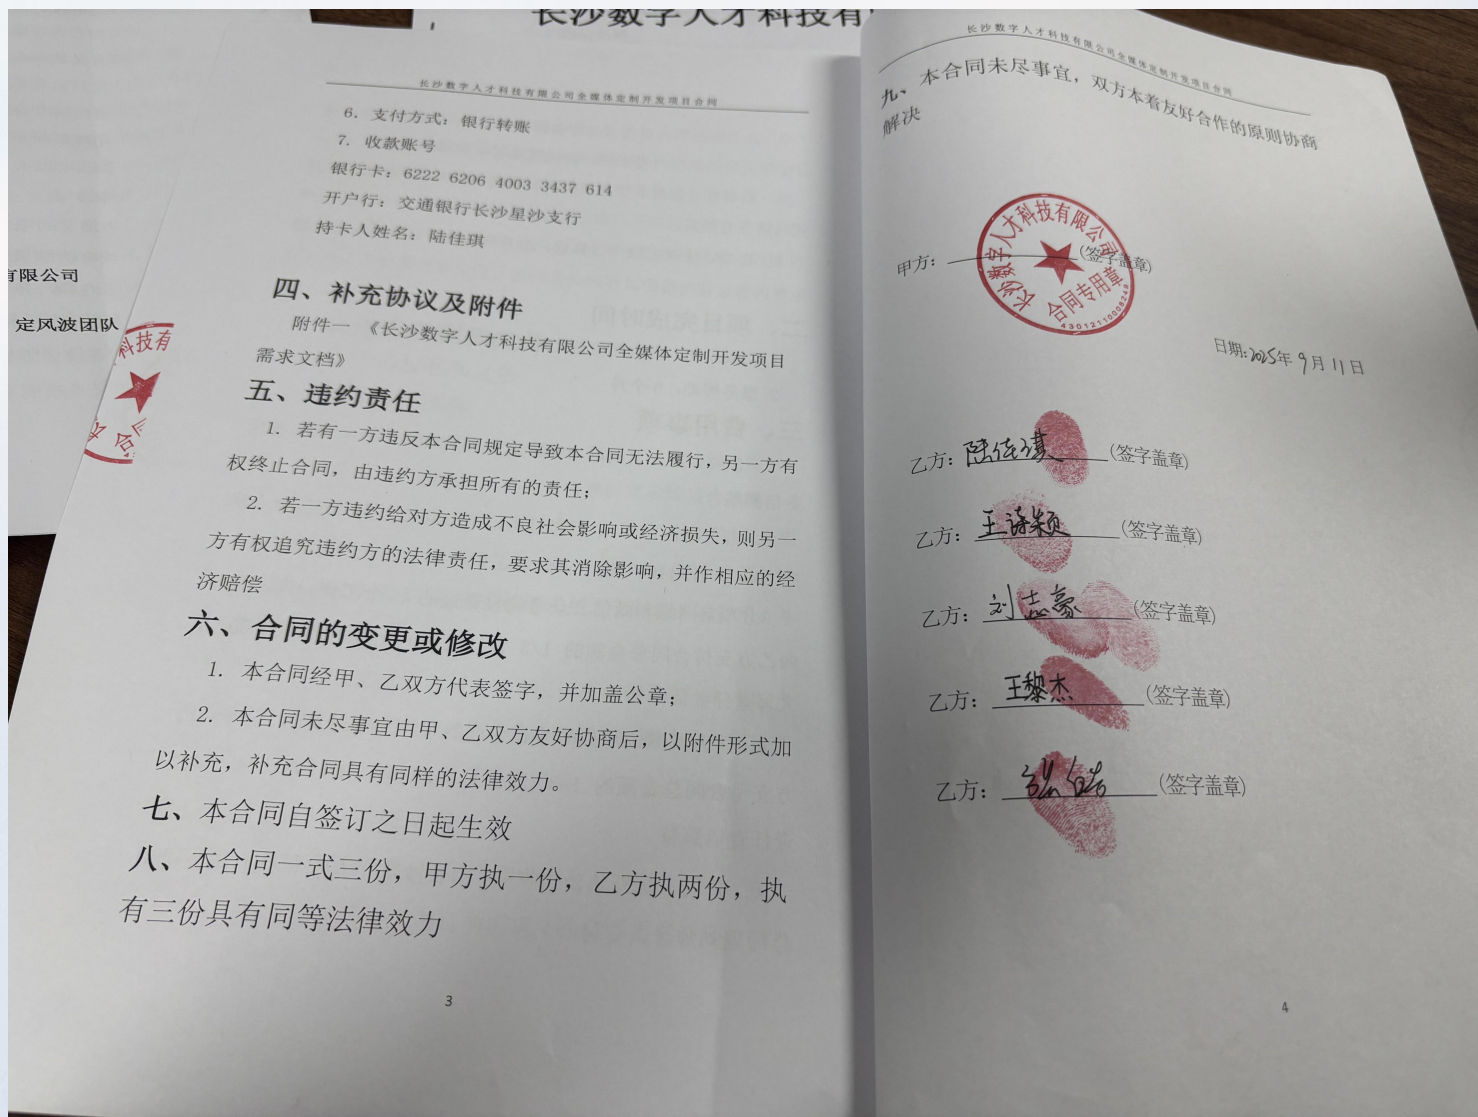 长沙数字人才科技有
有限公司
定风波团队
科技有
合
长沙数字人才科技有限公司全媒体定制开发项目合同
6. 支付方式：银行转账
7. 收款账号
银行卡：6222 6206 4003 3437 614
开户行：交通银行长沙星沙支行
持卡人姓名：陆佳琪
四、补充协议及附件
附件一 《长沙数字人才科技有限公司全媒体定制开发项目
需求文档》
五、违约责任
1. 若有一方违反本合同规定导致本合同无法履行，另一方有
权终止合同，由违约方承担所有的责任；
2. 若一方违约给对方造成不良社会影响或经济损失，则另一
方有权追究违约方的法律责任，要求其消除影响，并作相应的经
济赔偿
六、合同的变更或修改
1. 本合同经甲、乙双方代表签字，并加盖公章；
2. 本合同未尽事宜由甲、乙双方友好协商后，以附件形式加
以补充，补充合同具有同样的法律效力。
七、本合同自签订之日起生效
八、本合同一式三份，甲方执一份，乙方执两份，执
有三份具有同等法律效力
3
长沙数字人才科技有限公司全媒体定制开发项目合同
九、本合同未尽事宜，双方本着友好合作的原则协商
解决
甲方：(签字盖章)
长沙数字人才科技有限公司
合同专用章
日期:2025年9月11日
乙方：陆佳琪(签字盖章)
乙方：王诗颖(签字盖章)
乙方：刘志豪(签字盖章)
乙方：王黎杰(签字盖章)
乙方：(签字盖章)
4